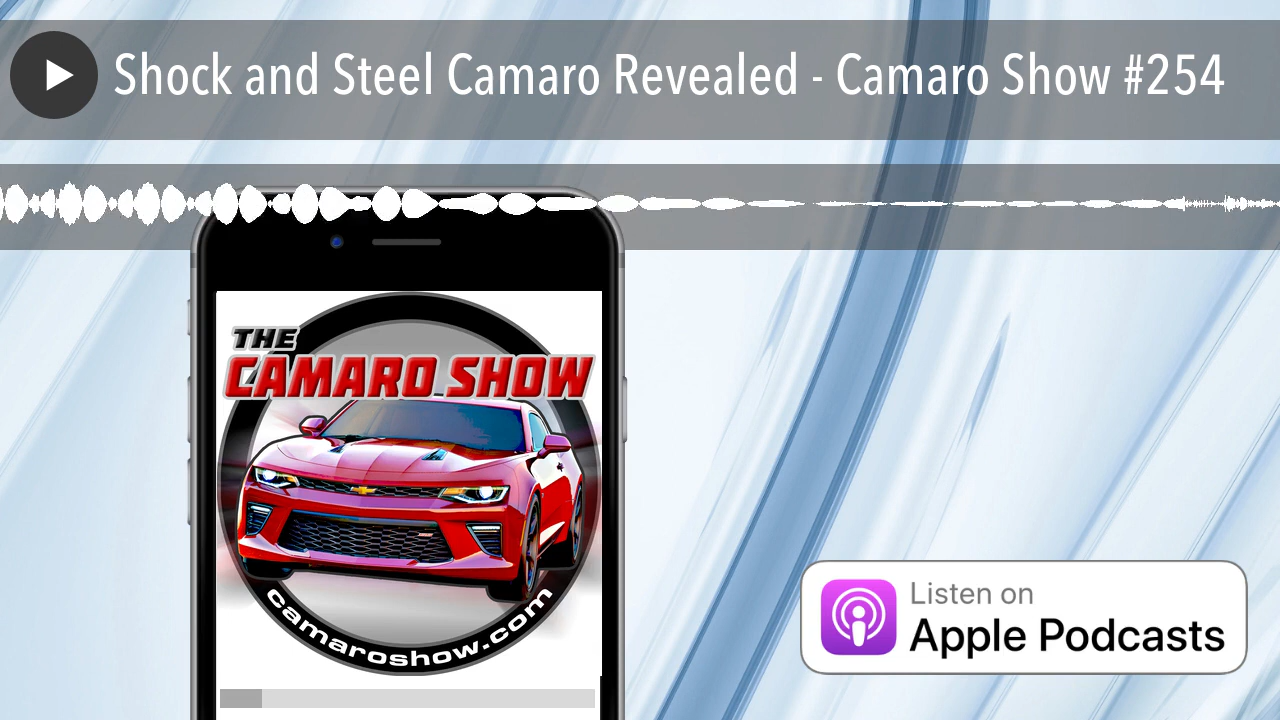 Shock and Steel Camaro Revealed - Camaro Show #254
THE
CAMARO SHOW
camaroshow.com
Listen on
Apple Podcasts